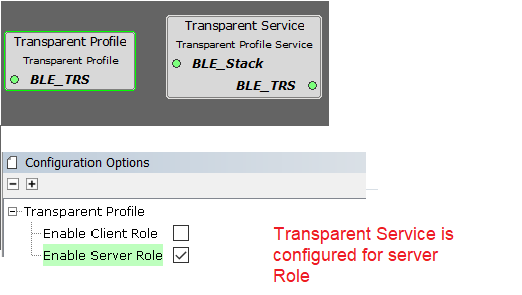 Transparent Profile
Transparent Profile
BLE_TRS
Transparent Service
Transparent Profile Service
BLE_Stack
BLE_TRS
Configuration Options
Transparent Profile
Enable Client Role
Enable Server Role
Transparent Service is
configured for server
Role